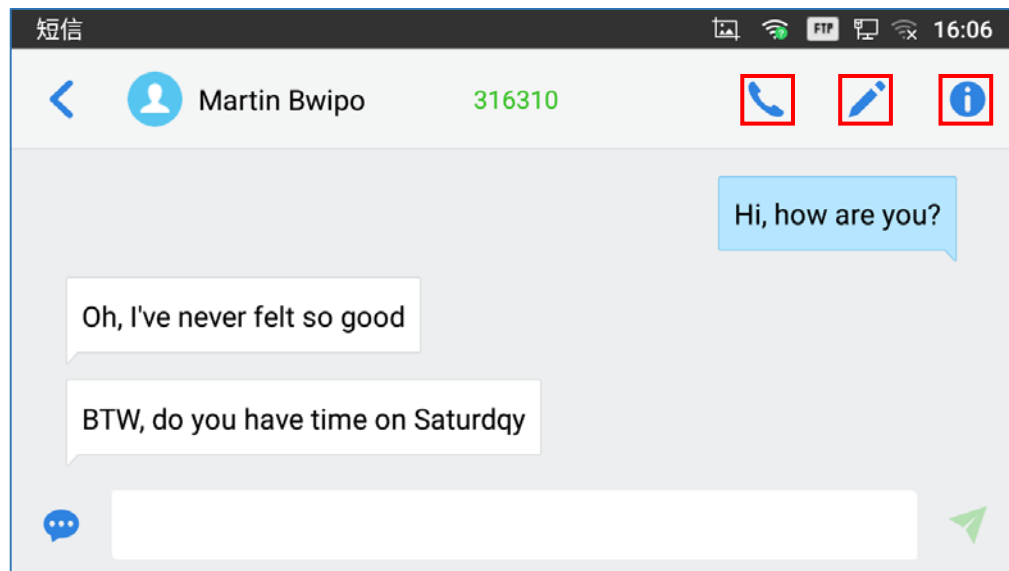 短信
FTP
16:06
Martin Bwipo
316310
Hi, how are you?
Oh, I've never felt so good
BTW, do you have time on Saturdqy